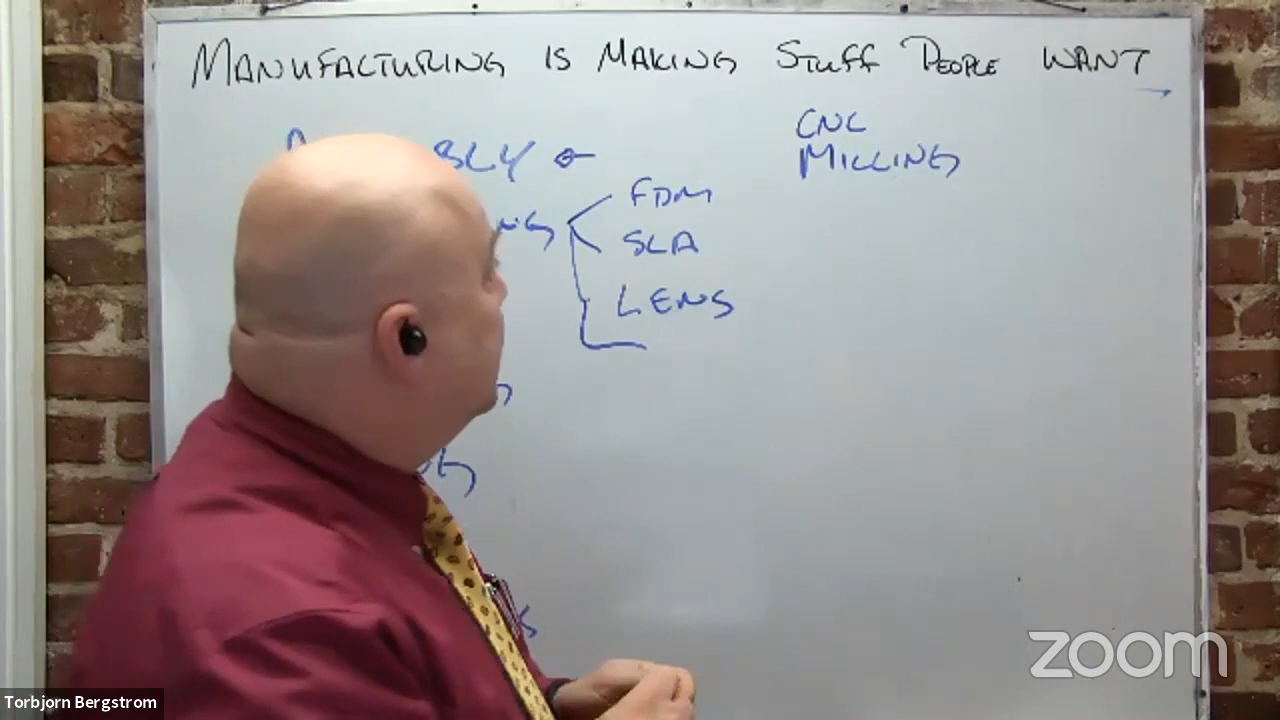 MANUFACTURING IS MAKING STUFF PEOPLE WANT
CNC
MILLING
FDM
SLA
LENS
zoom
Torbjorn Bergstrom